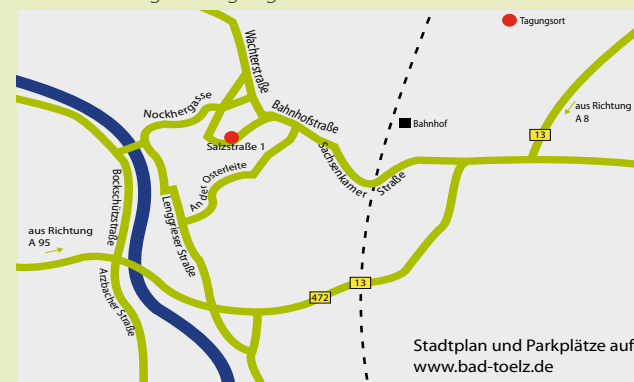 Tagungsort
Wachterstraße
aus Richtung
A 8
Nockhergasse
Bahnhofstraße
Bahnhof
13
Salzstraße 1
Sachsenkamer
Straße
An der Osterleite
Bockschützstraße
Lenggrieser Straße
aus Richtung
A 95
Arzbacher Straße
13
472
Stadtplan und Parkplätze auf
www.bad-toelz.de